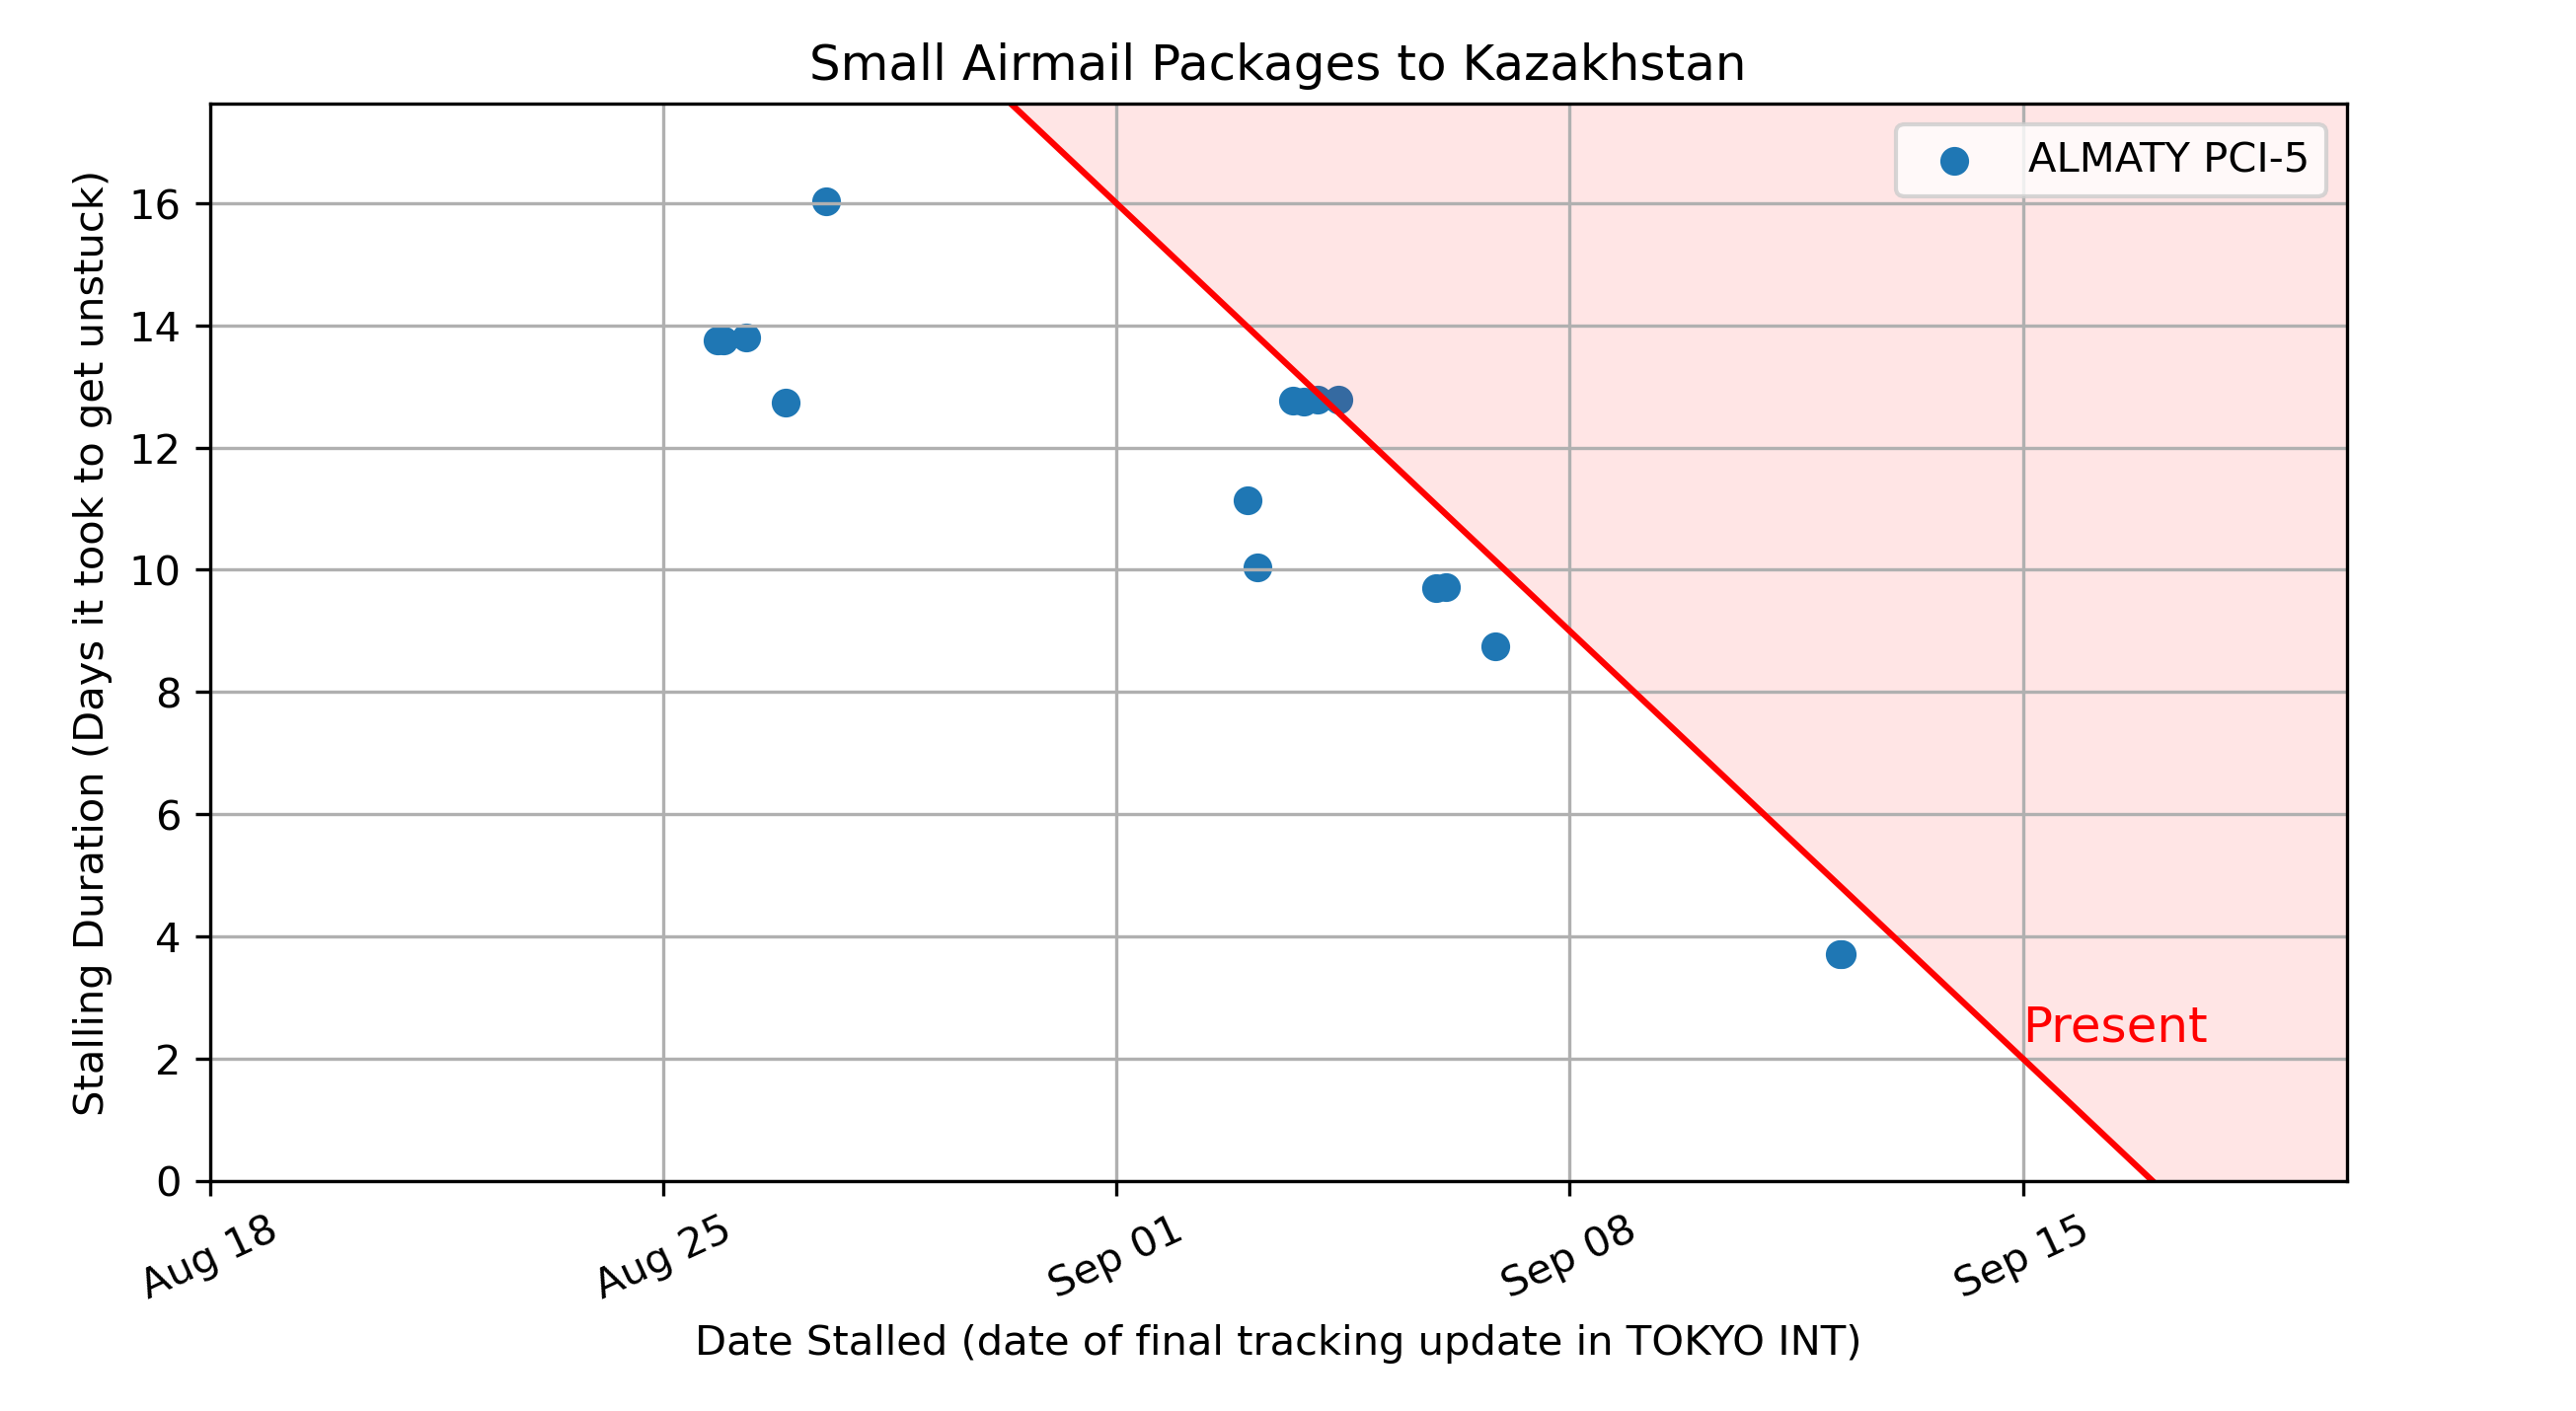 Small Airmail Packages to Kazakhstan
ALMATY PCI-5
Stalling Duration (Days it took to get unstuck)
16
14
12
10
8
6
4
2
0
Present
Aug 18
Aug 25
Sep 01
Sep 08
Sep 15
Date Stalled (date of final tracking update in TOKYO INT)